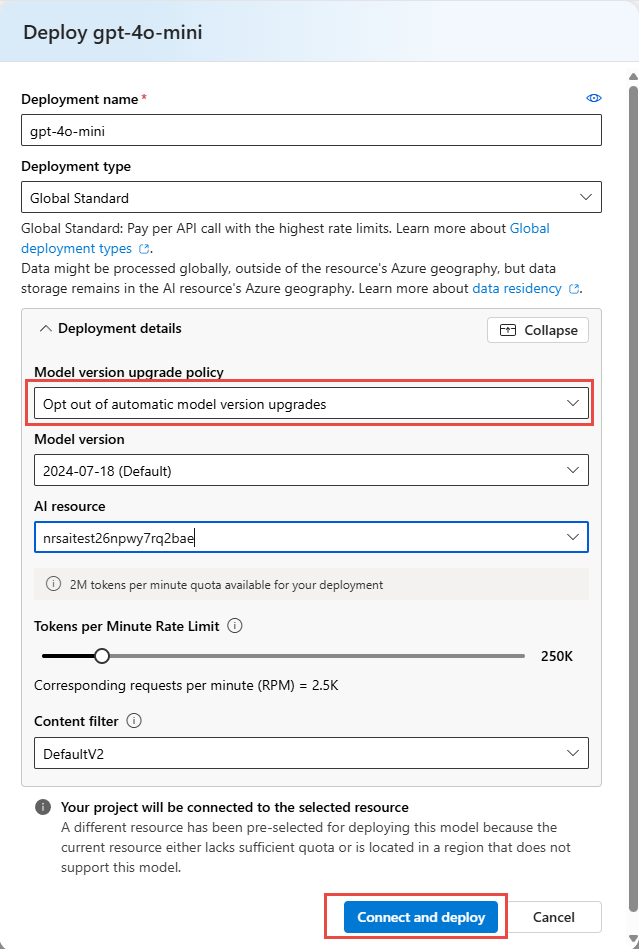 Deploy gpt-4o-mini
Deployment name *
gpt-4o-mini
Deployment type
Global Standard
Global Standard: Pay per API call with the highest rate limits. Learn more about Global
deployment types .
Data might be processed globally, outside of the resource's Azure geography, but data
storage remains in the AI resource's Azure geography. Learn more about data residency .
Deployment details
Collapse
Model version upgrade policy
Opt out of automatic model version upgrades
Model version
2024-07-18 (Default)
AI resource
nrsaitest26npwy7rq2bae
2M tokens per minute quota available for your deployment
Tokens per Minute Rate Limit
250K
Corresponding requests per minute (RPM) = 2.5K
Content filter
DefaultV2
Your project will be connected to the selected resource
A different resource has been pre-selected for deploying this model because the
current resource either lacks sufficient quota or is located in a region that does not
support this model.
Connect and deploy
Cancel